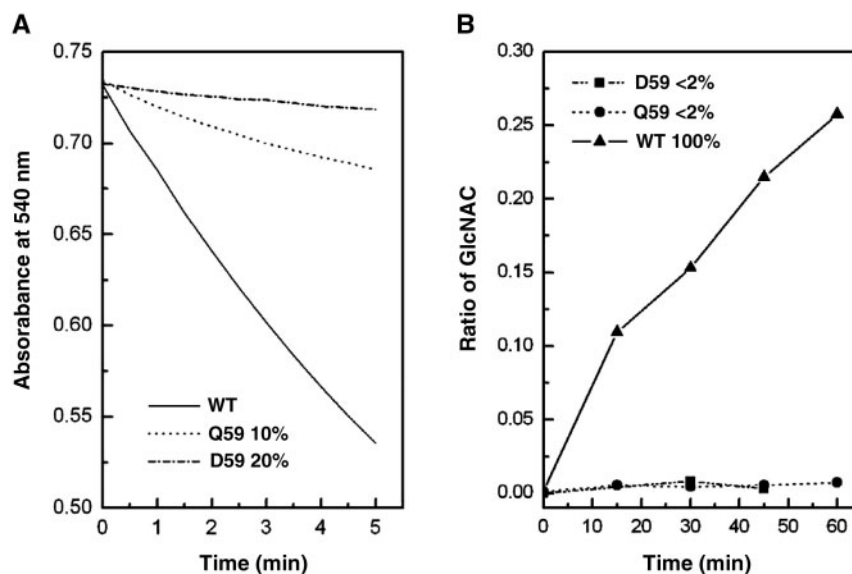 A
Absorabance at 540 nm
0.75
0.70
0.65
0.60
0.55
0.50
WT
Q59 10%
D59 20%
0 1 2 3 4 5
Time (min)
B
Ratio of GlcNAC
0.30
0.25
0.20
0.15
0.10
0.05
0.00
D59 <2%
Q59 <2%
WT 100%
0 10 20 30 40 50 60
Time (min)